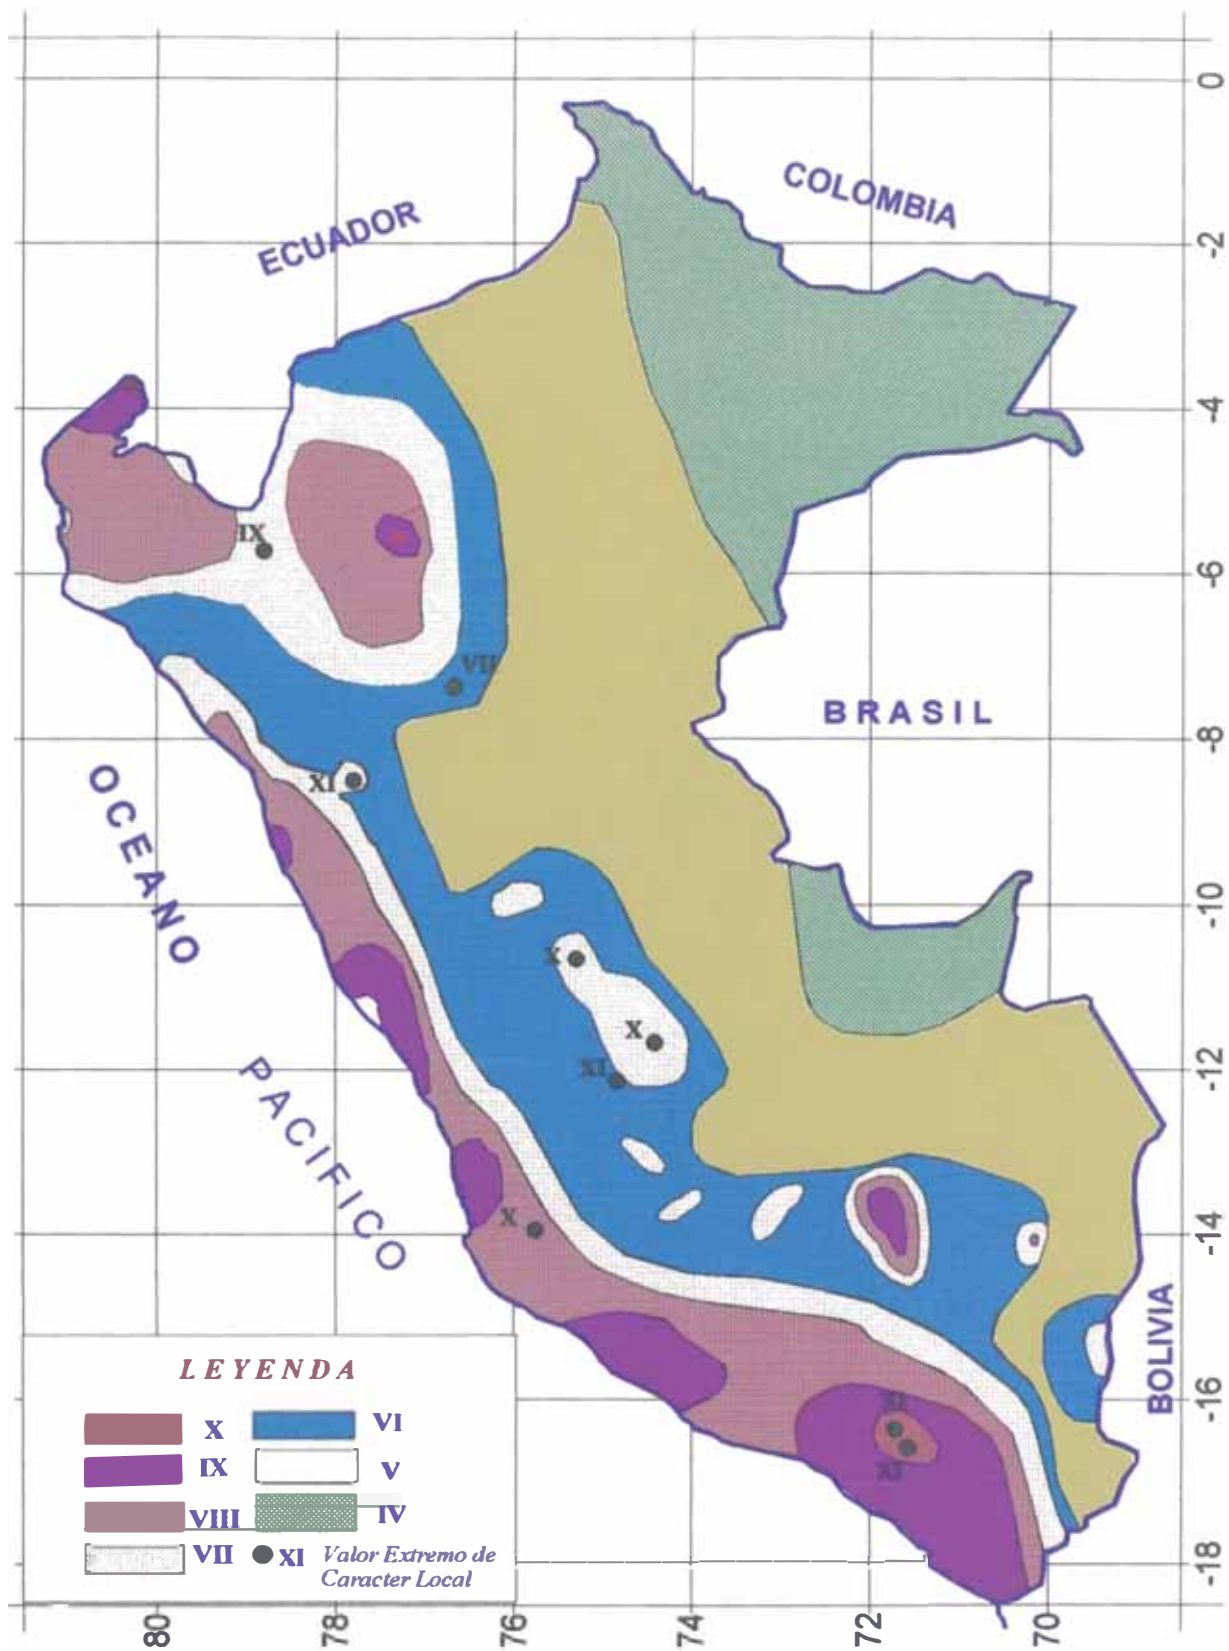 0
COLOMBIA
ECUADOR
-2
-4
IX
-6
VII
BRASIL
-8
XI
OCEANO
-10
X
X
XI
-12
PACIFICO
X
-14
BOLIVIA
LEYENDA
-16
X VI
IX V
XI
VIII IV
VII XI Valor Extremo de
Caracter Local
-18
80 78 76 74 72 70